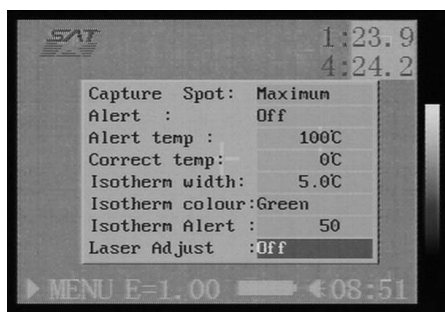 SAT
1:23.9
4:24.2
Capture Spot: Maximum
Alert : Off
Alert temp : 100℃
Correct temp: 0℃
Isotherm width: 5.0℃
Isotherm colour:Green
Isotherm Alert : 50
Laser Adjust :Off
MENU E=1.00 08:51